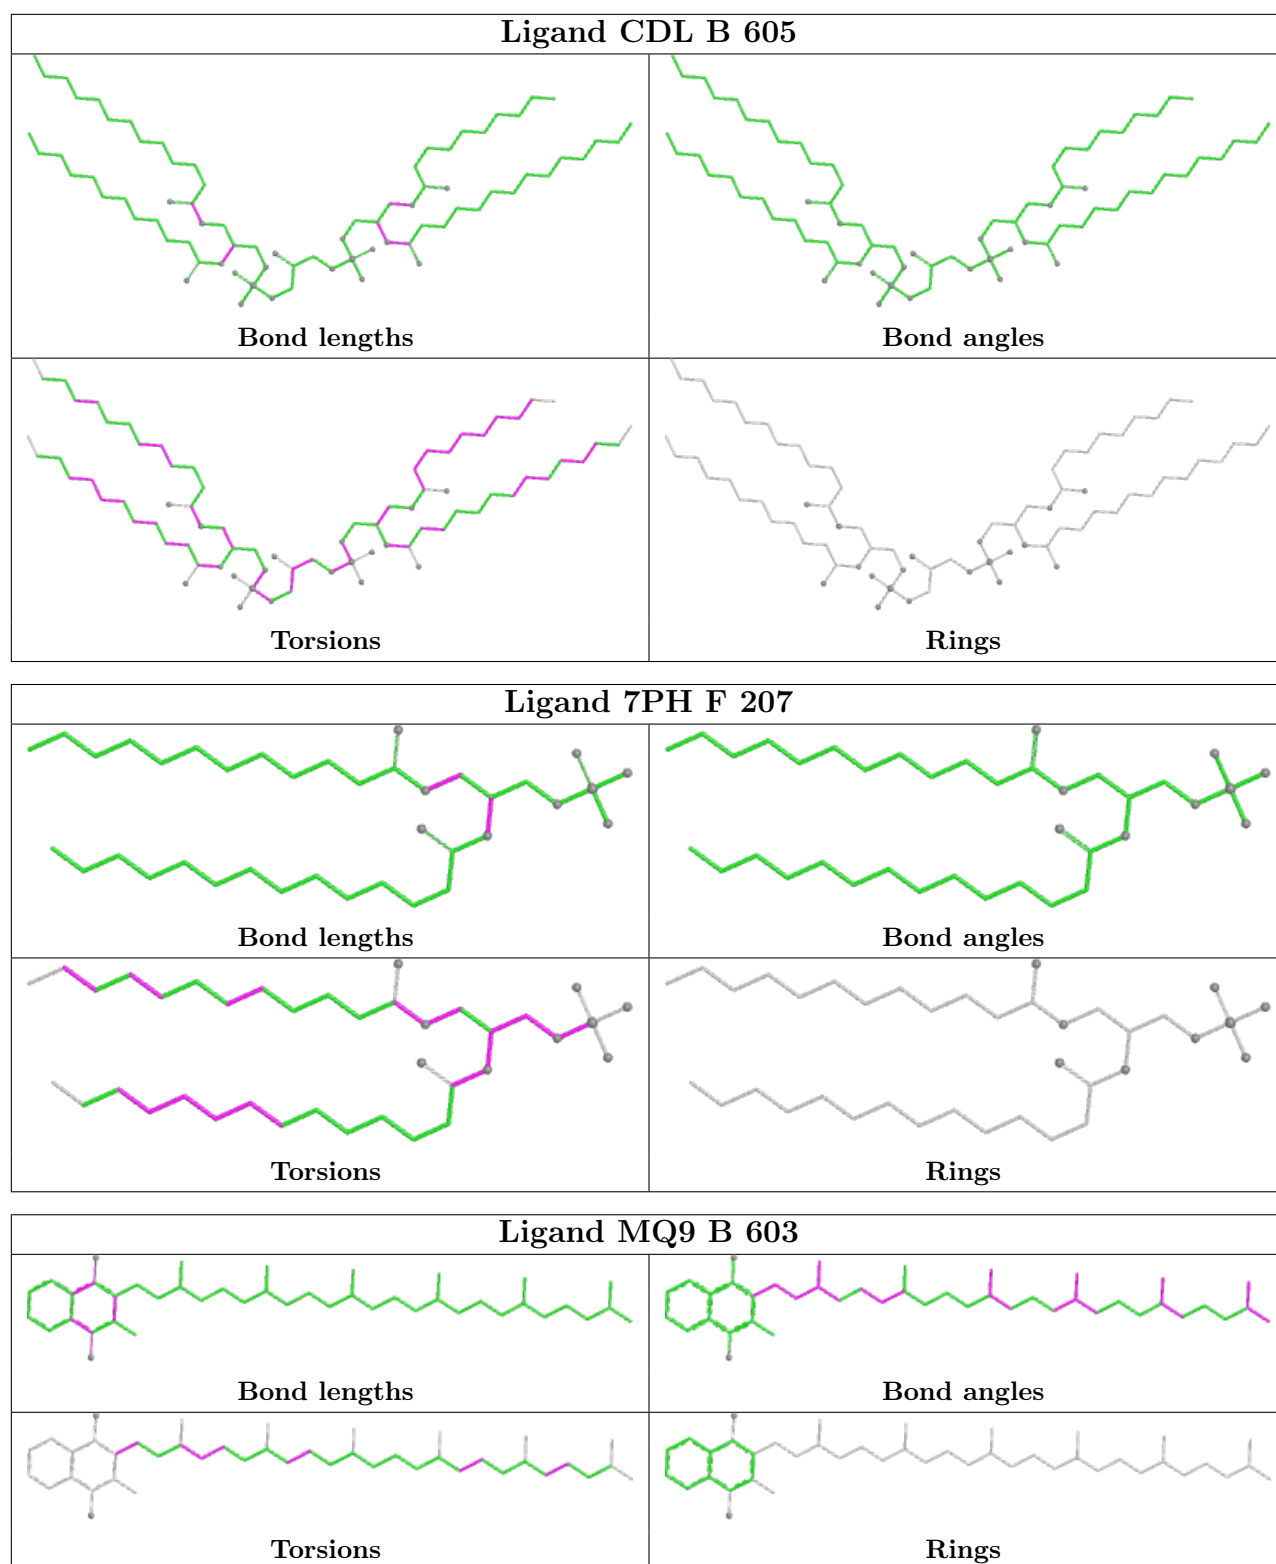 Ligand CDL B 605
Bond lengths
Bond angles
Torsions
Rings
Ligand 7PH F 207
Bond lengths
Bond angles
Torsions
Rings
Ligand MQ9 B 603
Bond lengths
Bond angles
Torsions
Rings